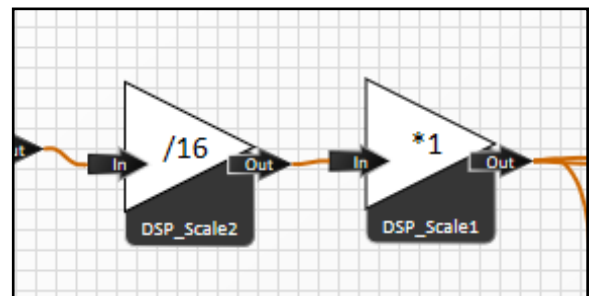 ut
In
/16
Out
DSP_Scale2
In
*1
Out
DSP_Scale1